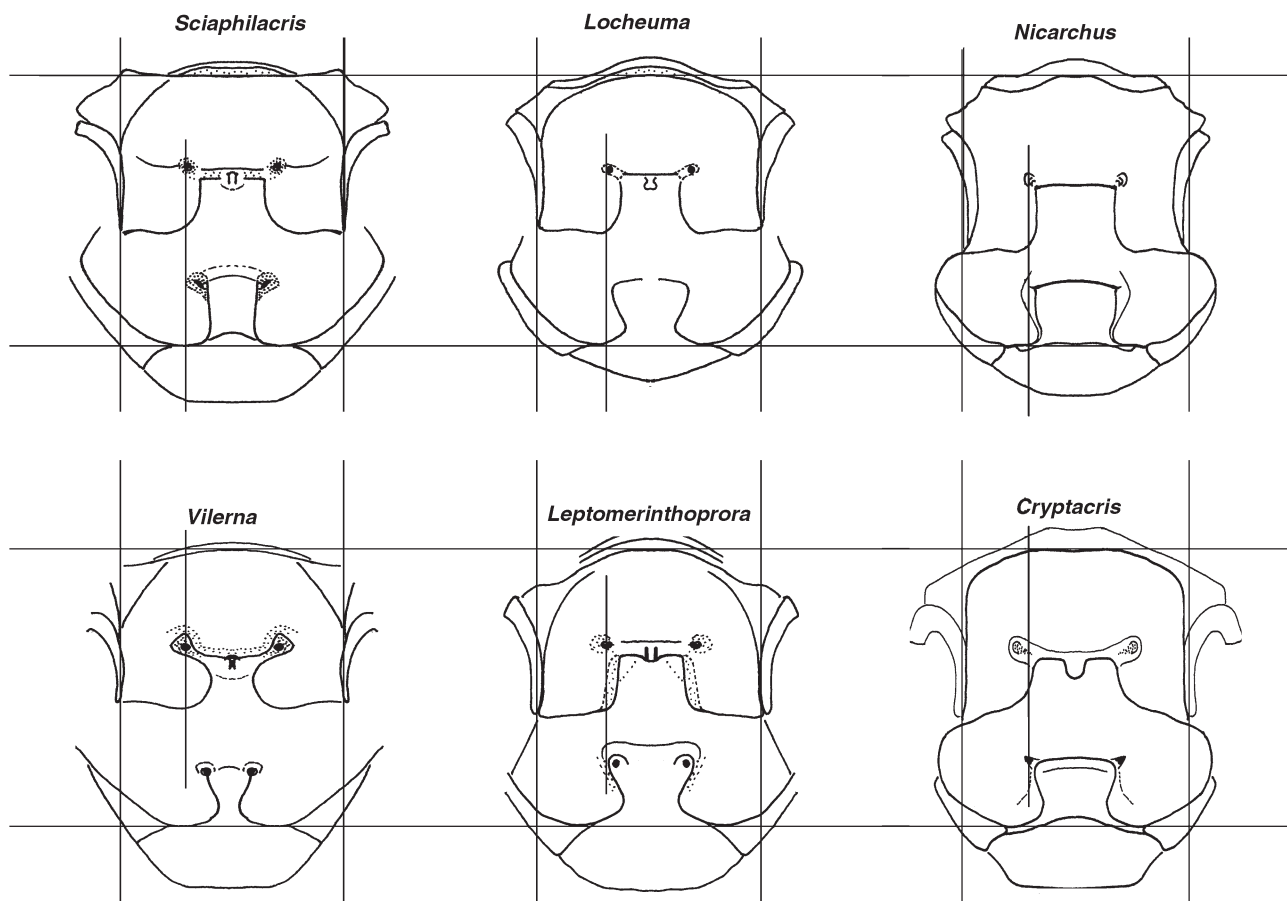 Sciaphilacris
Locheuma
Nicarchus
Vilerna
Leptomerinthoprora
Cryptacris